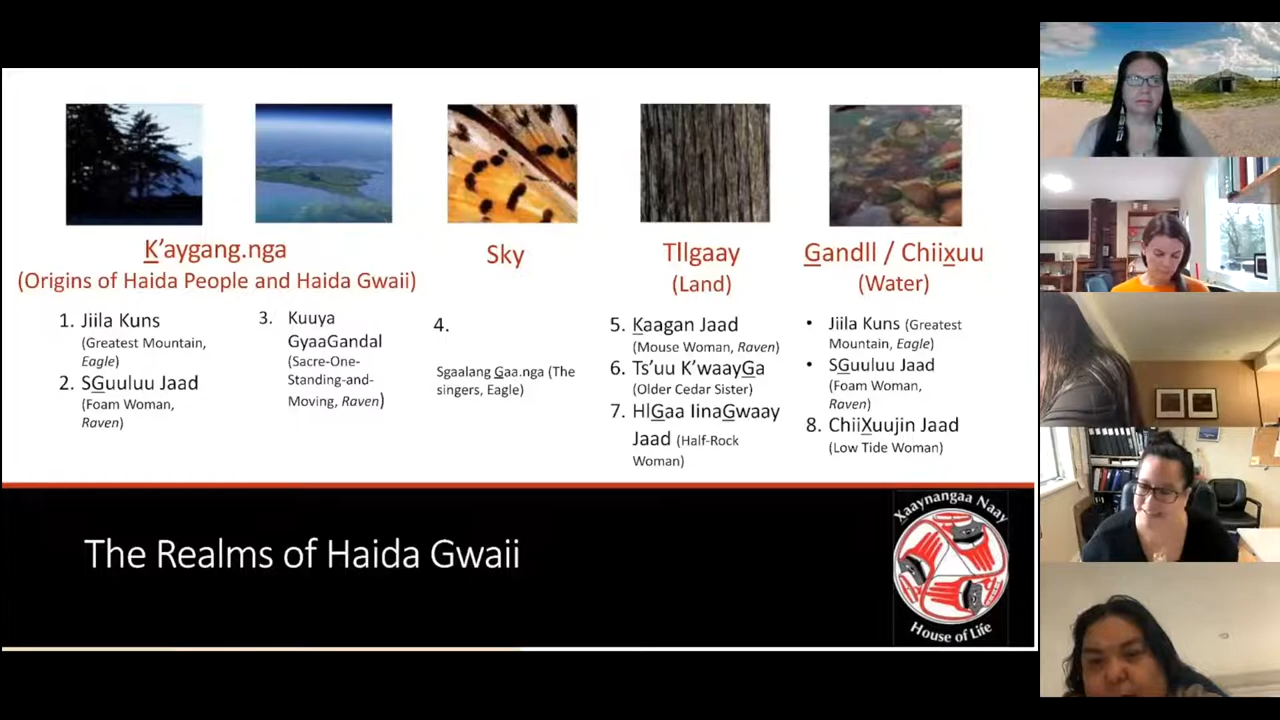 K'aygang.nga
(Origins of Haida People and Haida Gwaii)
1. Jiila Kuns
(Greatest Mountain,
Eagle)
2. SGuuluu Jaad
(Foam Woman,
Raven)
3. Kuuya
GyaaGandal
(Sacre-One-
Standing-and-
Moving, Raven)
Sky
4.
Sgaalang Gaa.nga (The
singers, Eagle)
Tllgaay
(Land)
5. Kaagan Jaad
(Mouse Woman, Raven)
6. Ts'uu K'waayGa
(Older Cedar Sister)
7. HlGaa IinaGwaay
Jaad (Half-Rock
Woman)
Gandll / Chiixuu
(Water)
• Jiila Kuns (Greatest
Mountain, Eagle)
• SGuuluu Jaad
(Foam Woman,
Raven)
8. ChiiXuujin Jaad
(Low Tide Woman)
The Realms of Haida Gwaii
Xaaynangaa Naay
House of Life